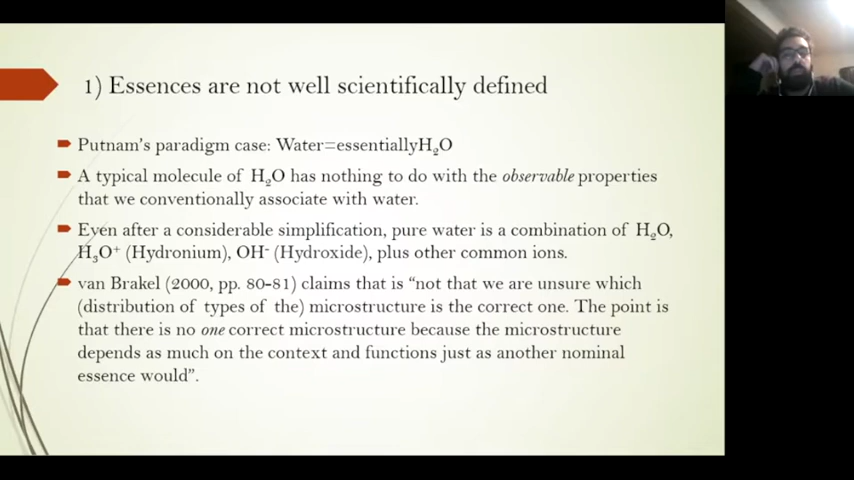 1) Essences are not well scientifically defined
Putnam's paradigm case: Water=essentiallyH₂O
A typical molecule of H₂O has nothing to do with the observable properties
that we conventionally associate with water.
Even after a considerable simplification, pure water is a combination of H₂O,
H₃O⁺ (Hydronium), OH⁻ (Hydroxide), plus other common ions.
van Brakel (2000, pp. 80-81) claims that is “not that we are unsure which
(distribution of types of the) microstructure is the correct one. The point is
that there is no one correct microstructure because the microstructure
depends as much on the context and functions just as another nominal
essence would”.